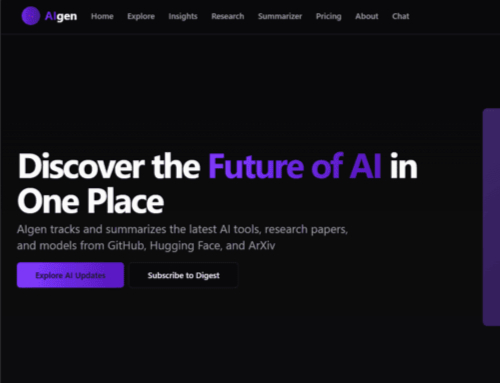 AIgen Home Explore Insights Research Summarizer Pricing About Chat
Discover the Future of AI in
One Place
AIgen tracks and summarizes the latest AI tools, research papers,
and models from GitHub, Hugging Face, and ArXiv
Explore AI Updates Subscribe to Digest